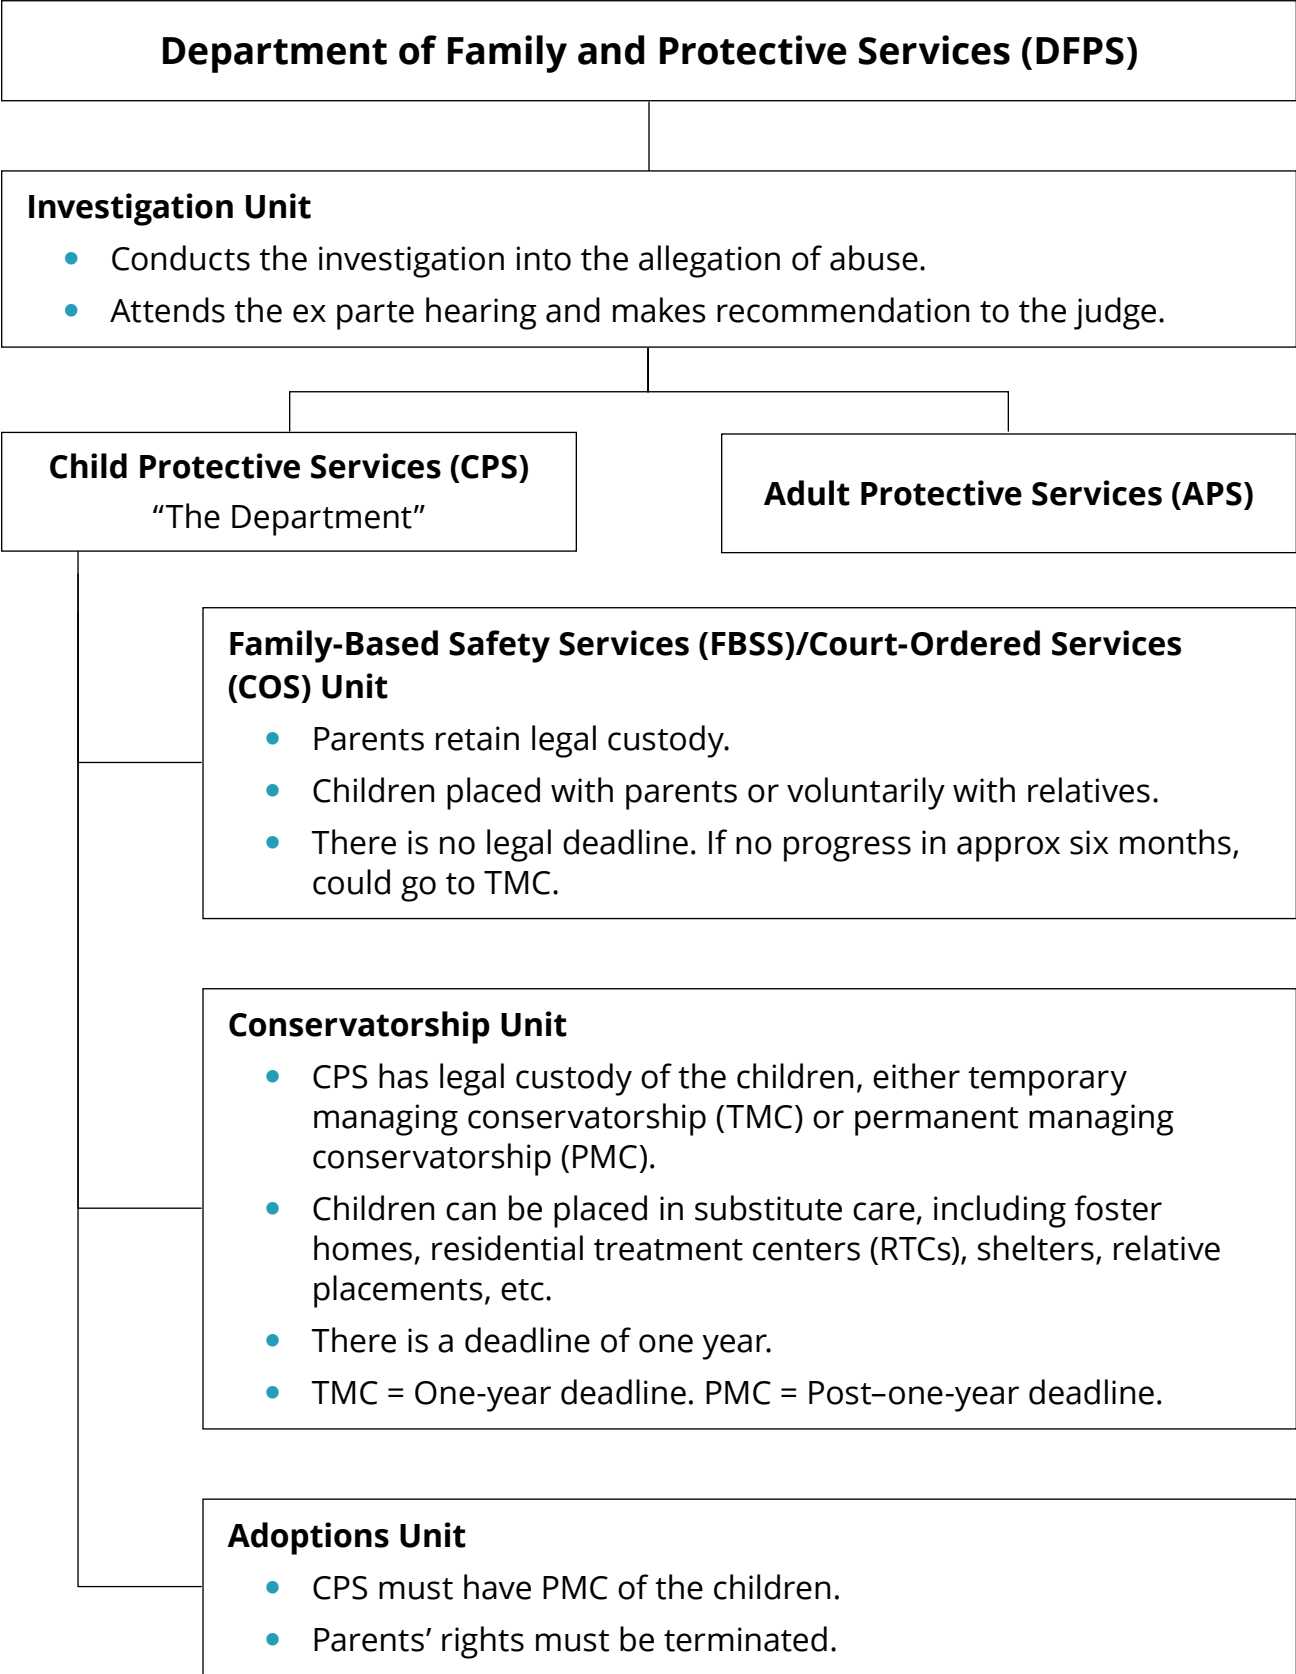 Department of Family and Protective Services (DFPS)
Investigation Unit
• Conducts the investigation into the allegation of abuse.
• Attends the ex parte hearing and makes recommendation to the judge.
Child Protective Services (CPS)
“The Department”
Adult Protective Services (APS)
Family-Based Safety Services (FBSS)/Court-Ordered Services
(COS) Unit
• Parents retain legal custody.
• Children placed with parents or voluntarily with relatives.
• There is no legal deadline. If no progress in approx six months,
could go to TMC.
Conservatorship Unit
• CPS has legal custody of the children, either temporary
managing conservatorship (TMC) or permanent managing
conservatorship (PMC).
• Children can be placed in substitute care, including foster
homes, residential treatment centers (RTCs), shelters, relative
placements, etc.
• There is a deadline of one year.
• TMC = One-year deadline. PMC = Post–one-year deadline.
Adoptions Unit
• CPS must have PMC of the children.
• Parents’ rights must be terminated.